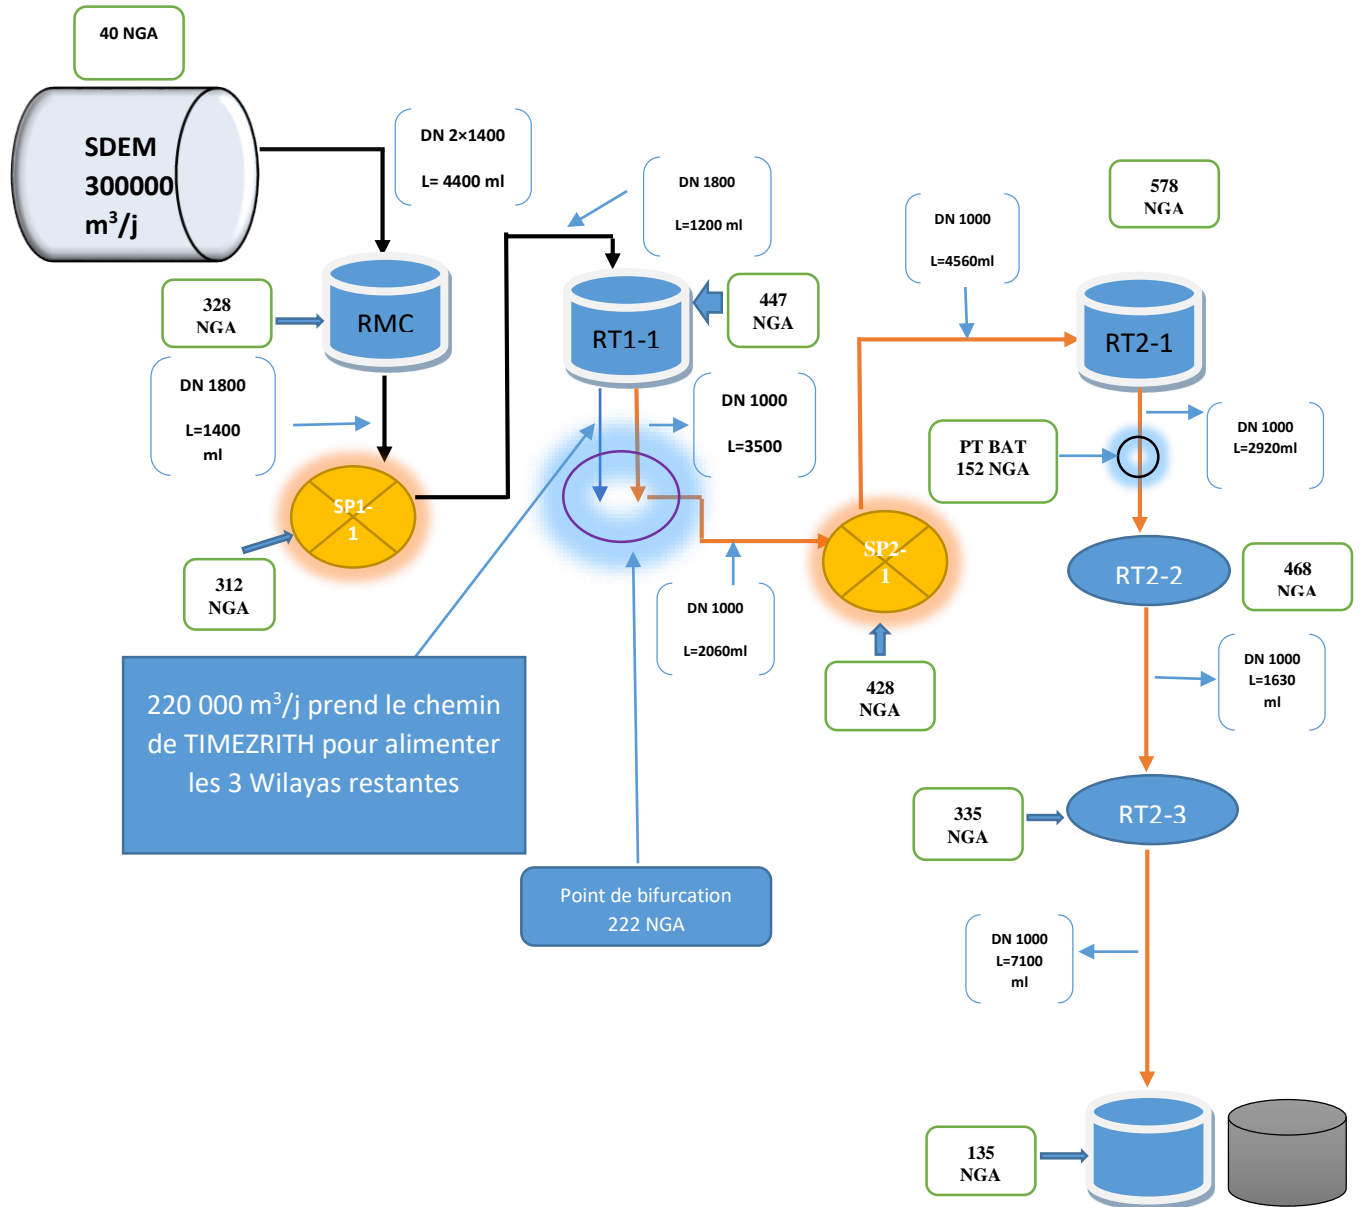 40 NGA
SDEM
300000
m³/j
DN 2×1400
L= 4400 ml
328
NGA
RMC
DN 1800
L=1400
ml
SP1-
1
312
NGA
DN 1800
L=1200 ml
RT1-1
447
NGA
DN 1000
L=3500
DN 1000
L=2060ml
220 000 m³/j prend le chemin
de TIMEZRITH pour alimenter
les 3 Wilayas restantes
Point de bifurcation
222 NGA
SP2-
1
428
NGA
DN 1000
L=4560ml
578
NGA
RT2-1
DN 1000
L=2920ml
PT BAT
152 NGA
RT2-2
468
NGA
DN 1000
L=1630
ml
335
NGA
RT2-3
DN 1000
L=7100
ml
135
NGA